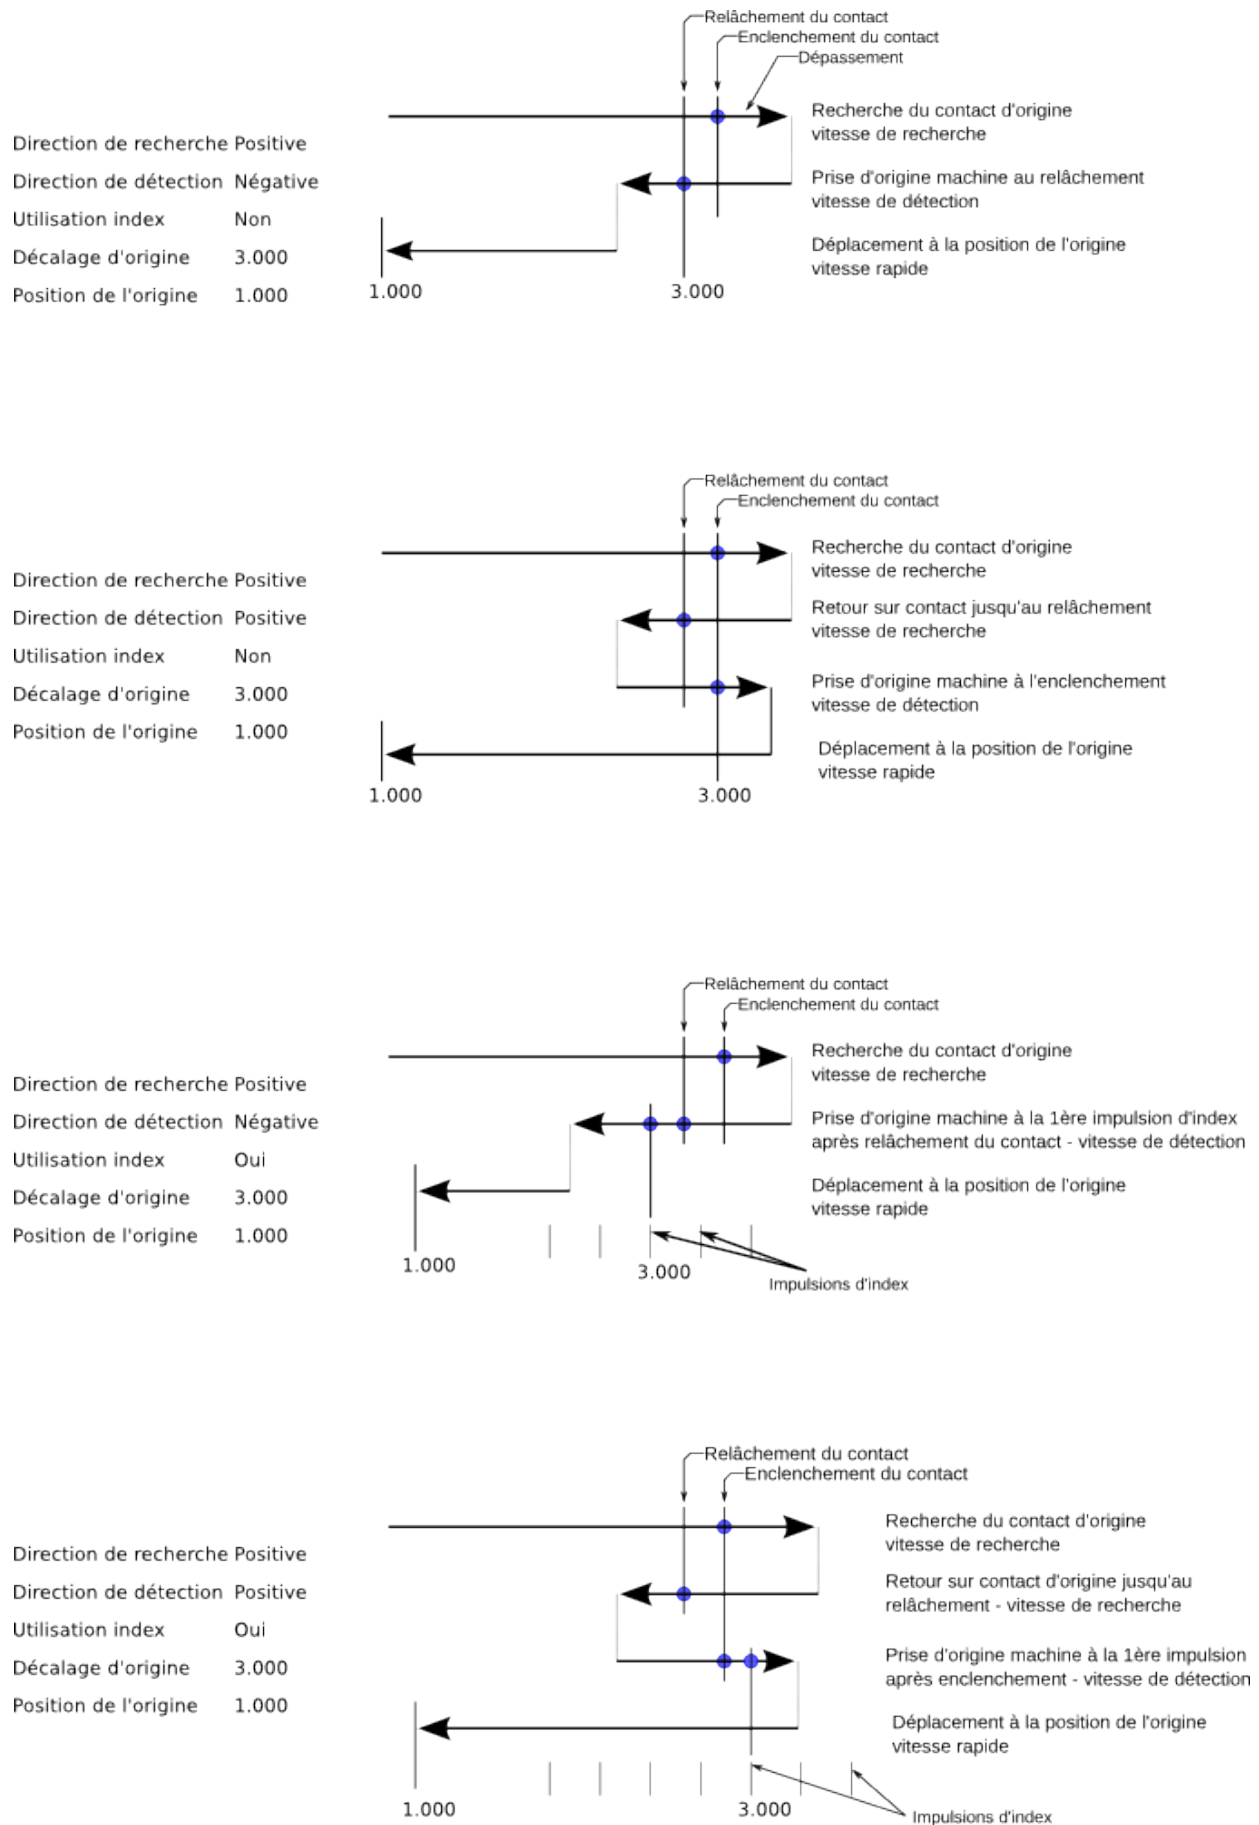 Relâchement du contact
Enclenchement du contact
Dépassement
Recherche du contact d'origine
vitesse de recherche
Direction de recherche Positive
Direction de détection Négative
Utilisation index Non
Décalage d'origine 3.000
Position de l'origine 1.000
Prise d'origine machine au relâchement
vitesse de détection
Déplacement à la position de l'origine
vitesse rapide
1.000
3.000
Relâchement du contact
Enclenchement du contact
Recherche du contact d'origine
vitesse de recherche
Direction de recherche Positive
Direction de détection Positive
Utilisation index Non
Décalage d'origine 3.000
Position de l'origine 1.000
Retour sur contact jusqu'au relâchement
vitesse de recherche
Prise d'origine machine à l'enclenchement
vitesse de détection
Déplacement à la position de l'origine
vitesse rapide
1.000
3.000
Relâchement du contact
Enclenchement du contact
Recherche du contact d'origine
vitesse de recherche
Direction de recherche Positive
Direction de détection Négative
Utilisation index Oui
Décalage d'origine 3.000
Position de l'origine 1.000
Prise d'origine machine à la 1ère impulsion d'index
après relâchement du contact - vitesse de détection
Déplacement à la position de l'origine
vitesse rapide
1.000
3.000
Impulsions d'index
Relâchement du contact
Enclenchement du contact
Recherche du contact d'origine
vitesse de recherche
Direction de recherche Positive
Direction de détection Positive
Utilisation index Oui
Décalage d'origine 3.000
Position de l'origine 1.000
Retour sur contact d'origine jusqu'au
relâchement - vitesse de recherche
Prise d'origine machine à la 1ère impulsion
après enclenchement - vitesse de détection
Déplacement à la position de l'origine
vitesse rapide
1.000
3.000
Impulsions d'index